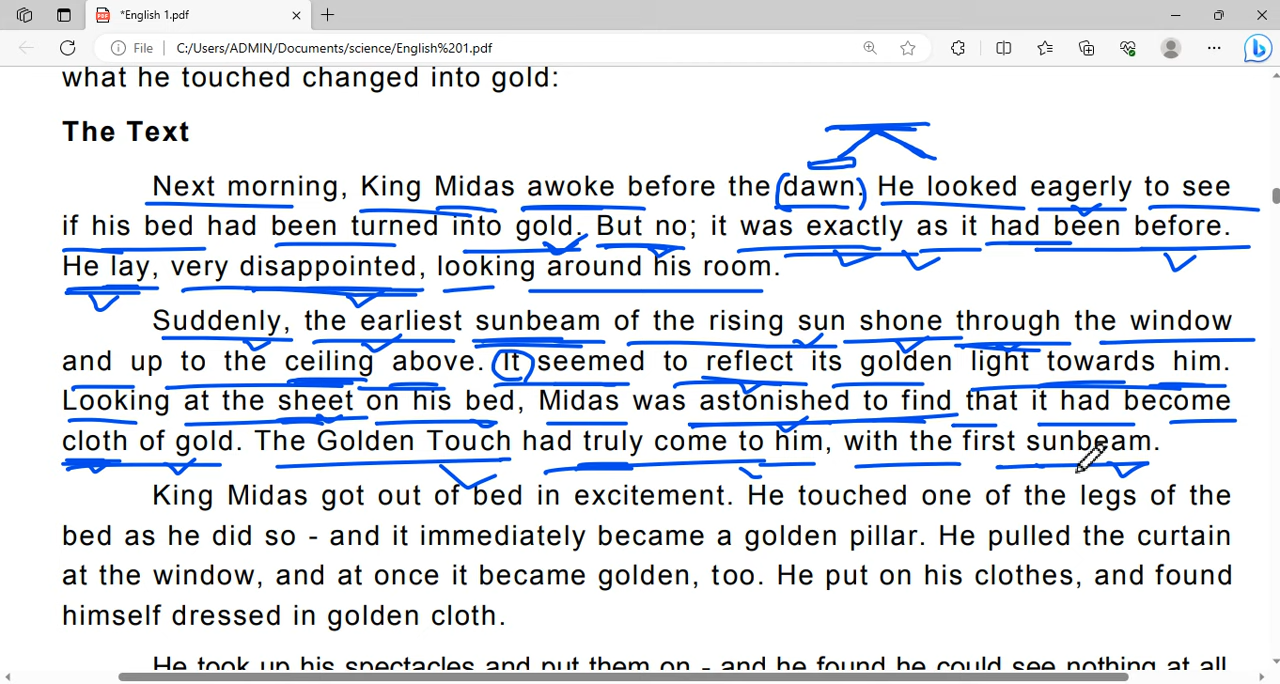 *English 1.pdf
File C:/Users/ADMIN/Documents/science/English%201.pdf
what he touched changed into gold:
The Text
Next morning, King Midas awoke before the dawn. He looked eagerly to see
if his bed had been turned into gold. But no; it was exactly as it had been before.
He lay, very disappointed, looking around his room.
Suddenly, the earliest sunbeam of the rising sun shone through the window
and up to the ceiling above. It seemed to reflect its golden light towards him.
Looking at the sheet on his bed, Midas was astonished to find that it had become
cloth of gold. The Golden Touch had truly come to him, with the first sunbeam.
King Midas got out of bed in excitement. He touched one of the legs of the
bed as he did so - and it immediately became a golden pillar. He pulled the curtain
at the window, and at once it became golden, too. He put on his clothes, and found
himself dressed in golden cloth.
He took up his spectacles and put them on - and he found he could see nothing at all